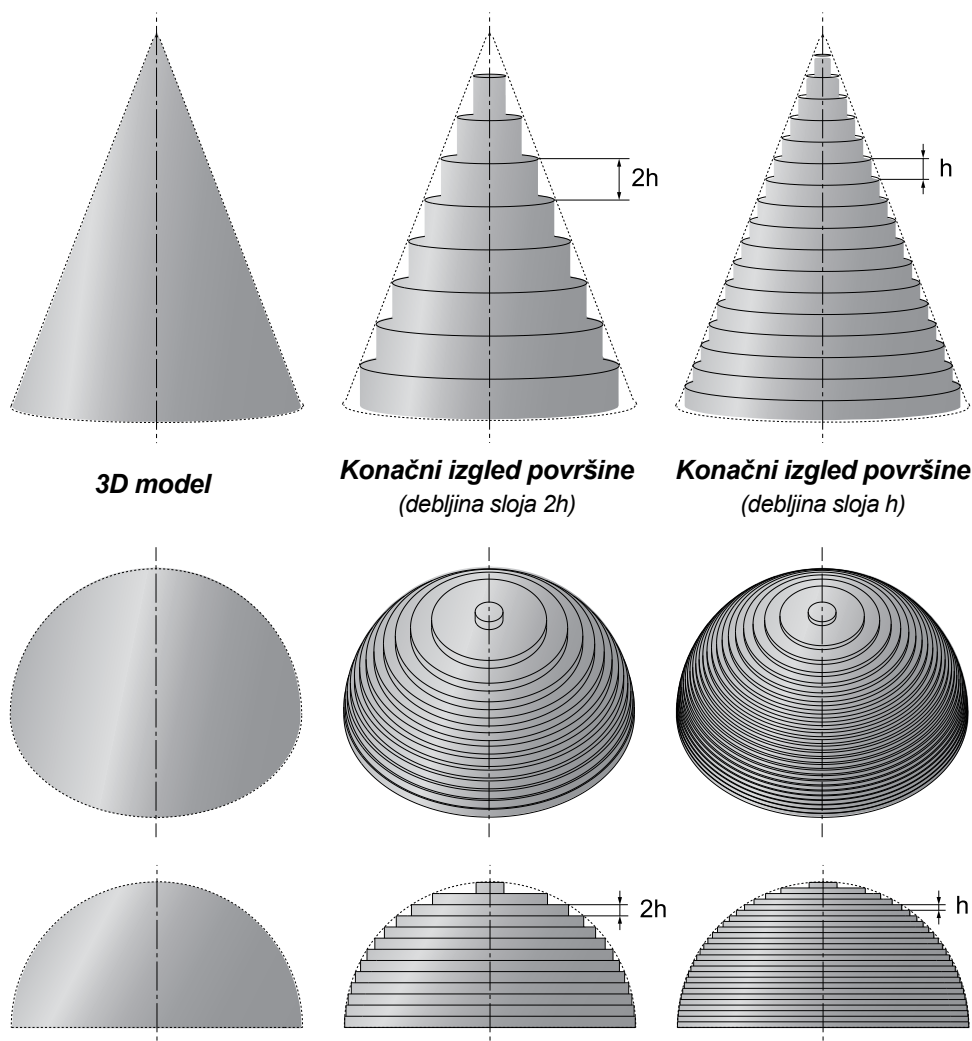 2h
h
3D model
Konačni izgled površine
(debljina sloja 2h)
Konačni izgled površine
(debljina sloja h)
2h
h